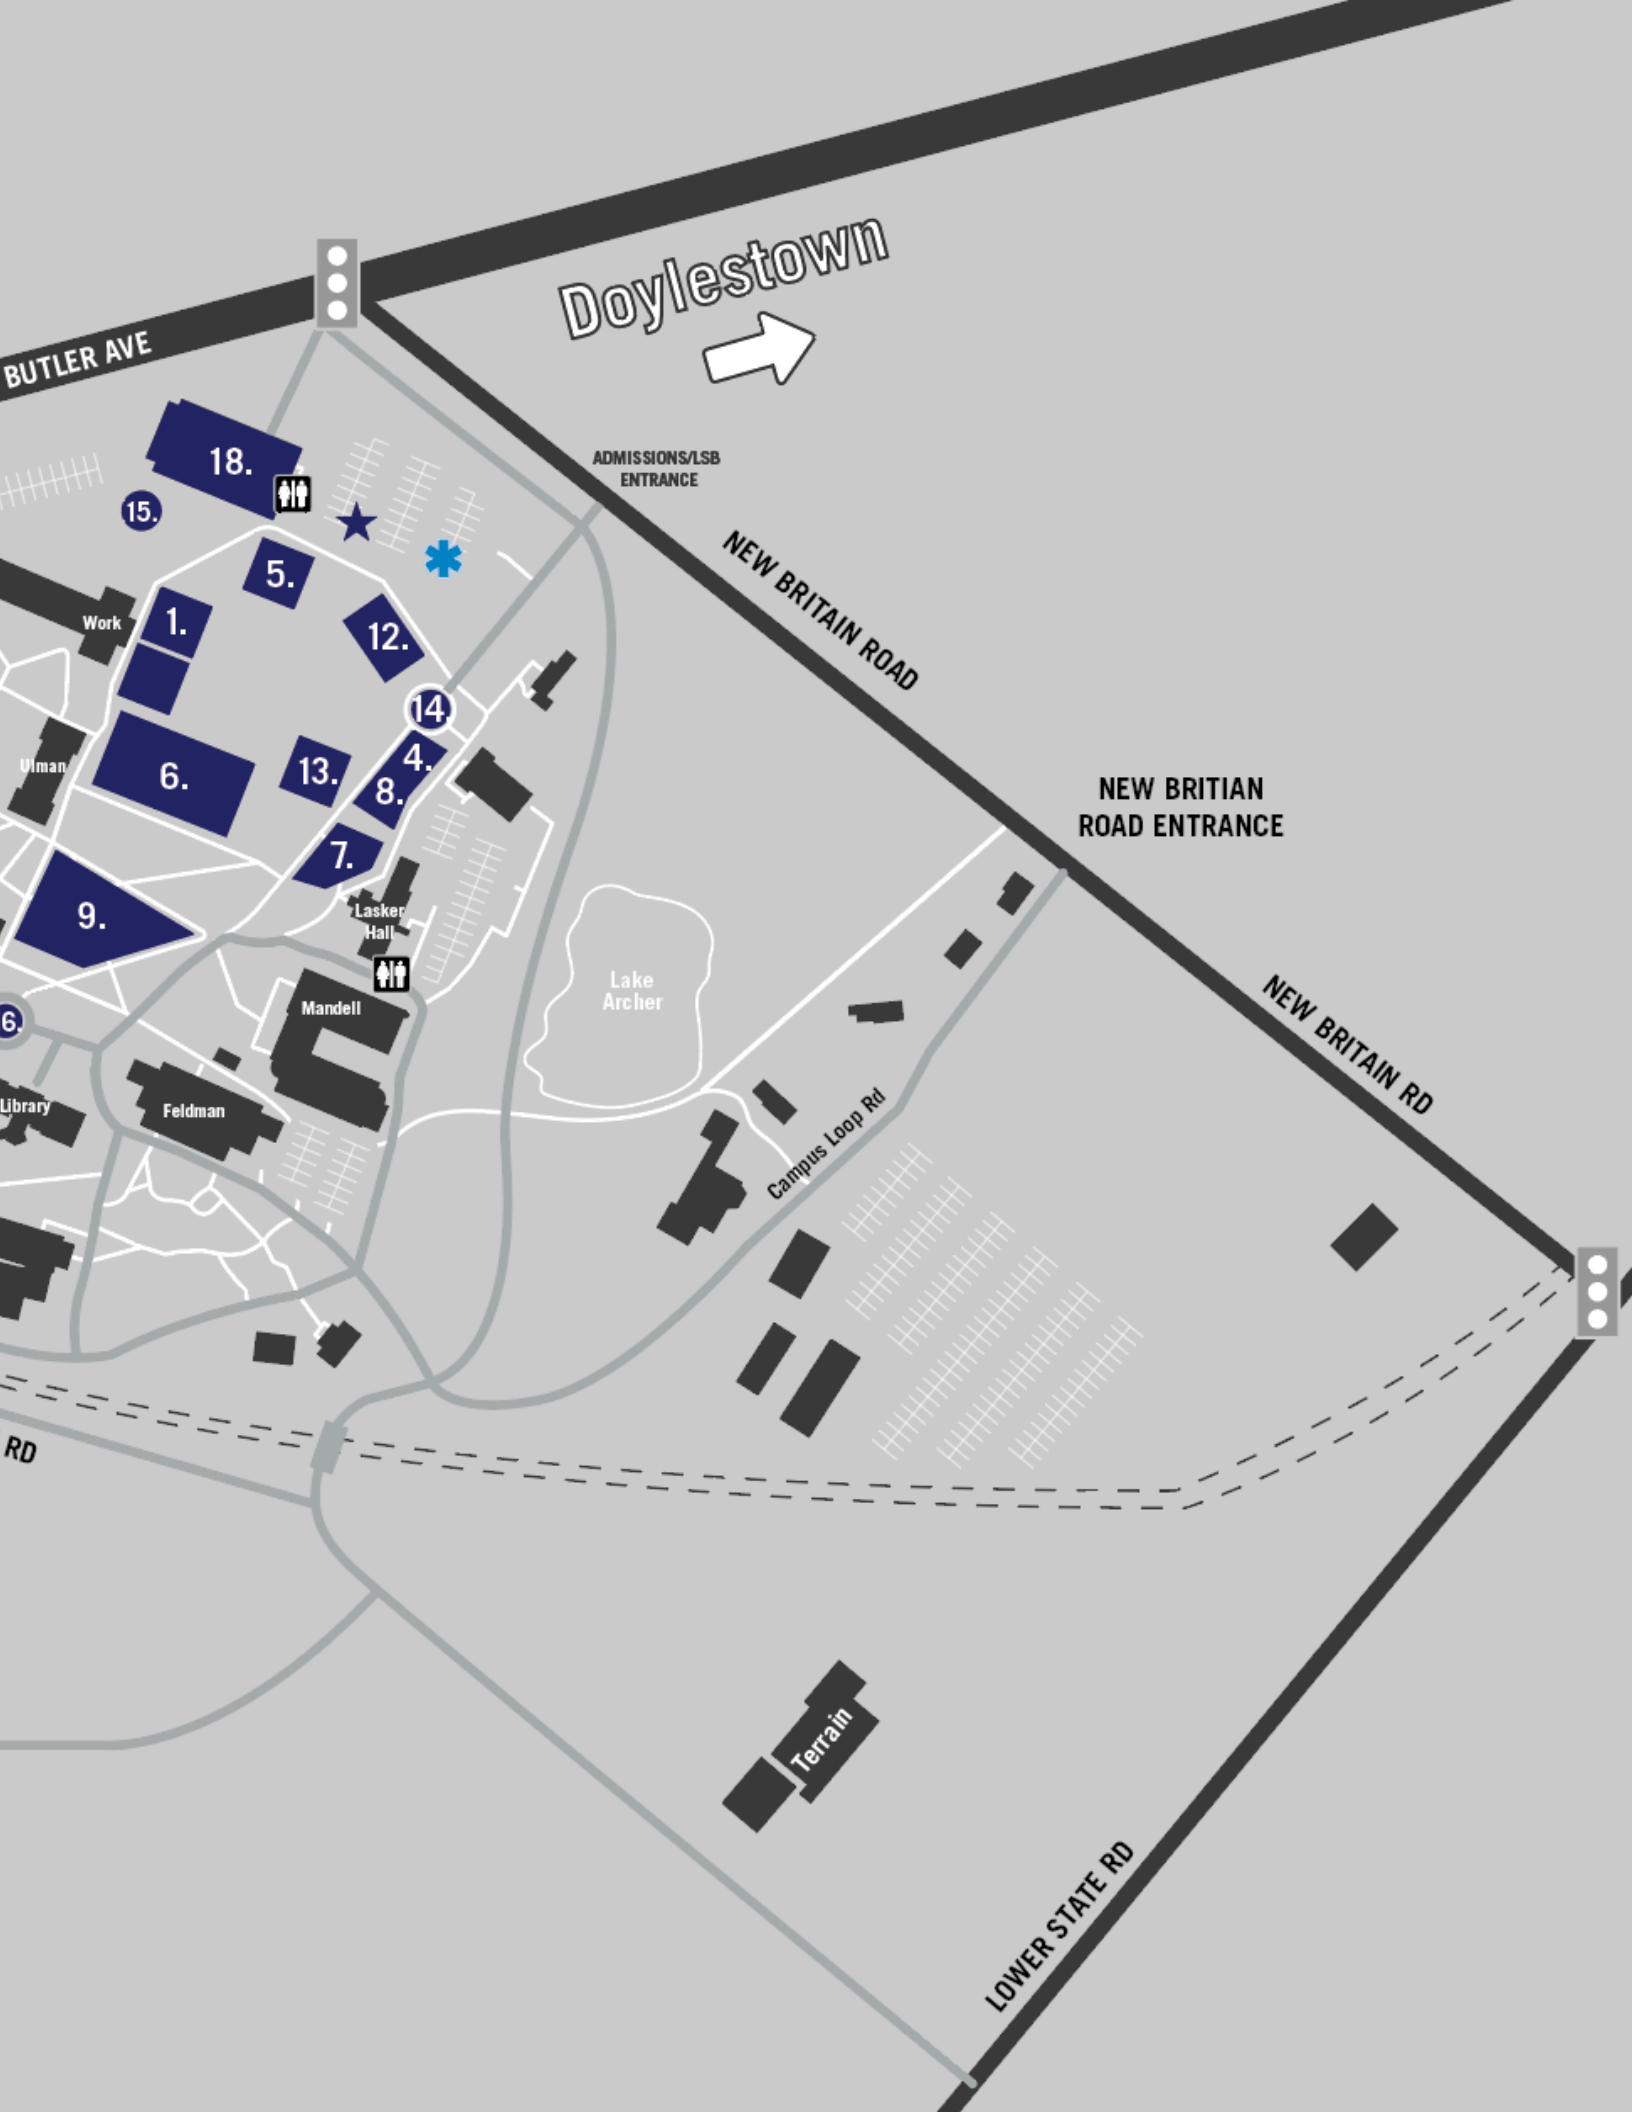 Doylestown
BUTLER AVE
ADMISSIONS/LSB
ENTRANCE
18.
15.
5.
NEW BRITAIN ROAD
1.
Work
12.
14.
4.
Ulman
6.
13.
8.
NEW BRITIAN
ROAD ENTRANCE
7.
9.
Lasker
Hall
Lake
Archer
Mandell
NEW BRITAIN RD
6.
Library
Feldman
Campus Loop Rd
RD
Terrain
LOWER STATE RD